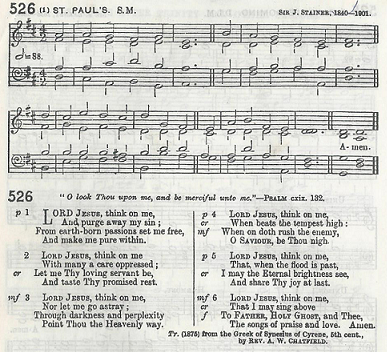 526 (1) ST. PAUL'S. S.M. SIR J. STAINER, 1840—1901.
= 88.
A- men.
526 "O look Thou upon me, and be merciful unto me."—PSALM cxix. 132.
p 1 LORD JESUS, think on me,
And purge away my sin;
From earth-born passions set me free,
And make me pure within.
2 LORD JESUS, think on me,
With many a care oppressed;
cr Let me Thy loving servant be,
And taste Thy promised rest.
mf 3 LORD JESUS, think on me,
Nor let me go astray;
Through darkness and perplexity
Point Thou the Heavenly way.
p 4 LORD JESUS, think on me,
cr When beats the tempest high:
mf When on doth rush the enemy,
O SAVIOUR, be Thou nigh.
p 5 LORD JESUS, think on me,
That, when the flood is past,
cr I may the Eternal brightness see,
And share Thy joy at last.
mf 6 LORD JESUS, think on me,
cr That I may sing above
f To FATHER, HOLY GHOST, and Thee,
The songs of praise and love. Amen.
Tr. (1875) from the Greek of Synesius of Cyrene, 5th cent.,
by REV. A. W. CHATFIELD.